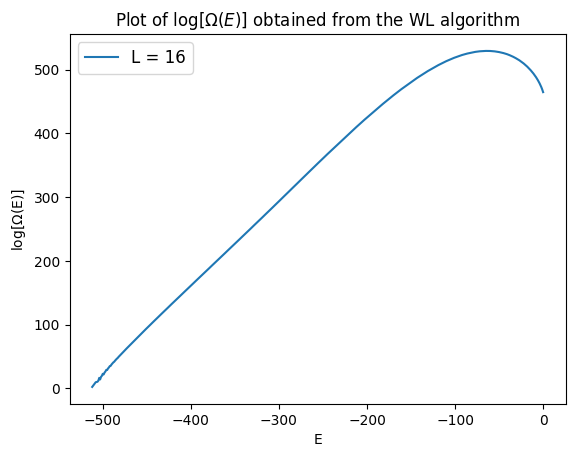 Plot of log[Ω(E)] obtained from the WL algorithm
L = 16
log[Ω(E)]
500
400
300
200
100
0
−500 −400 −300 −200 −100 0
E